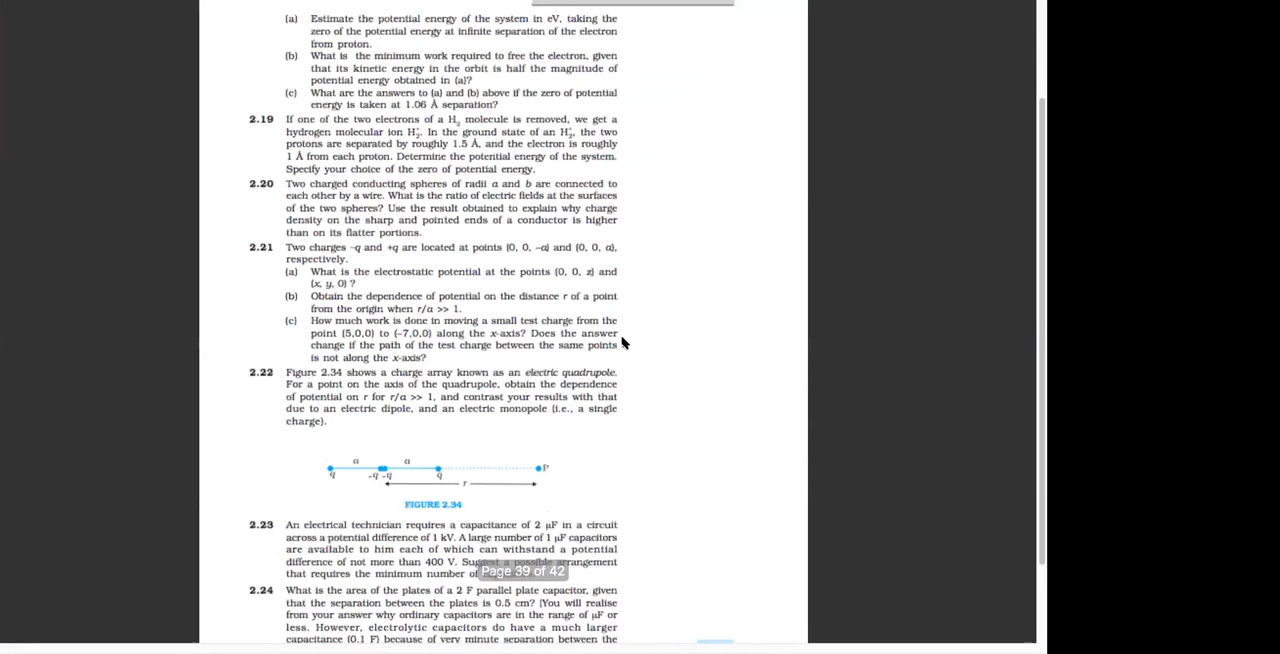 (a) Estimate the potential energy of the system in eV, taking the
zero of the potential energy at infinite separation of the electron
from proton.
(b) What is the minimum work required to free the electron, given
that its kinetic energy in the orbit is half the magnitude of
potential energy obtained in (a)?
(c) What are the answers to (a) and (b) above if the zero of potential
energy is taken at 1.06 Å separation?
2.19 If one of the two electrons of a H₂ molecule is removed, we get a
hydrogen molecular ion H₂⁺. In the ground state of an H₂⁺, the two
protons are separated by roughly 1.5 Å, and the electron is roughly
1 Å from each proton. Determine the potential energy of the system.
Specify your choice of the zero of potential energy.
2.20 Two charged conducting spheres of radii a and b are connected to
each other by a wire. What is the ratio of electric fields at the surfaces
of the two spheres? Use the result obtained to explain why charge
density on the sharp and pointed ends of a conductor is higher
than on its flatter portions.
2.21 Two charges –q and +q are located at points (0, 0, –a) and (0, 0, a),
respectively.
(a) What is the electrostatic potential at the points (0, 0, z) and
(x, y, 0) ?
(b) Obtain the dependence of potential on the distance r of a point
from the origin when r/a >> 1.
(c) How much work is done in moving a small test charge from the
point (5,0,0) to (–7,0,0) along the x-axis? Does the answer
change if the path of the test charge between the same points
is not along the x-axis?
2.22 Figure 2.34 shows a charge array known as an electric quadrupole.
For a point on the axis of the quadrupole, obtain the dependence
of potential on r for r/a >> 1, and contrast your results with that
due to an electric dipole, and an electric monopole (i.e., a single
charge).
a a
P
q -q -q q
r
FIGURE 2.34
2.23 An electrical technician requires a capacitance of 2 µF in a circuit
across a potential difference of 1 kV. A large number of 1 µF capacitors
are available to him each of which can withstand a potential
difference of not more than 400 V. Suggest a possible arrangement
that requires the minimum number of
Page 39 of 42
2.24 What is the area of the plates of a 2 F parallel plate capacitor, given
that the separation between the plates is 0.5 cm? [You will realise
from your answer why ordinary capacitors are in the range of µF or
less. However, electrolytic capacitors do have a much larger
capacitance (0.1 F) because of very minute separation between the